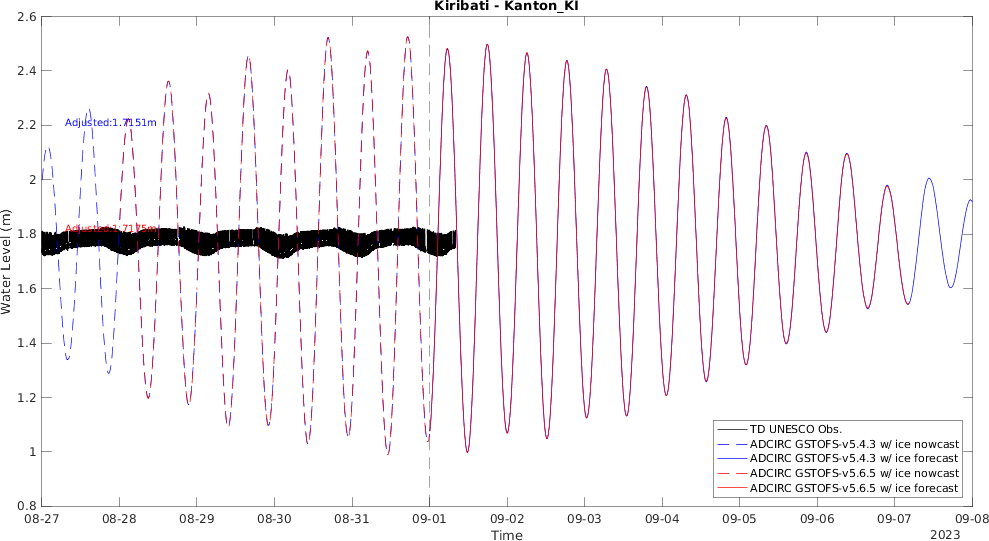 Kiribati - Kanton_KI
2.6
2.4
2.2
2
1.8
1.6
1.4
1.2
1
0.8
Water Level (m)
Adjusted:1.7151m
Adjusted:1.7175m
TD UNESCO Obs.
ADCIRC GSTOFS-v5.4.3 w/ ice nowcast
ADCIRC GSTOFS-v5.4.3 w/ ice forecast
ADCIRC GSTOFS-v5.6.5 w/ ice nowcast
ADCIRC GSTOFS-v5.6.5 w/ ice forecast
08-27 08-28 08-29 08-30 08-31 09-01 09-02 09-03 09-04 09-05 09-06 09-07 09-08
Time
2023